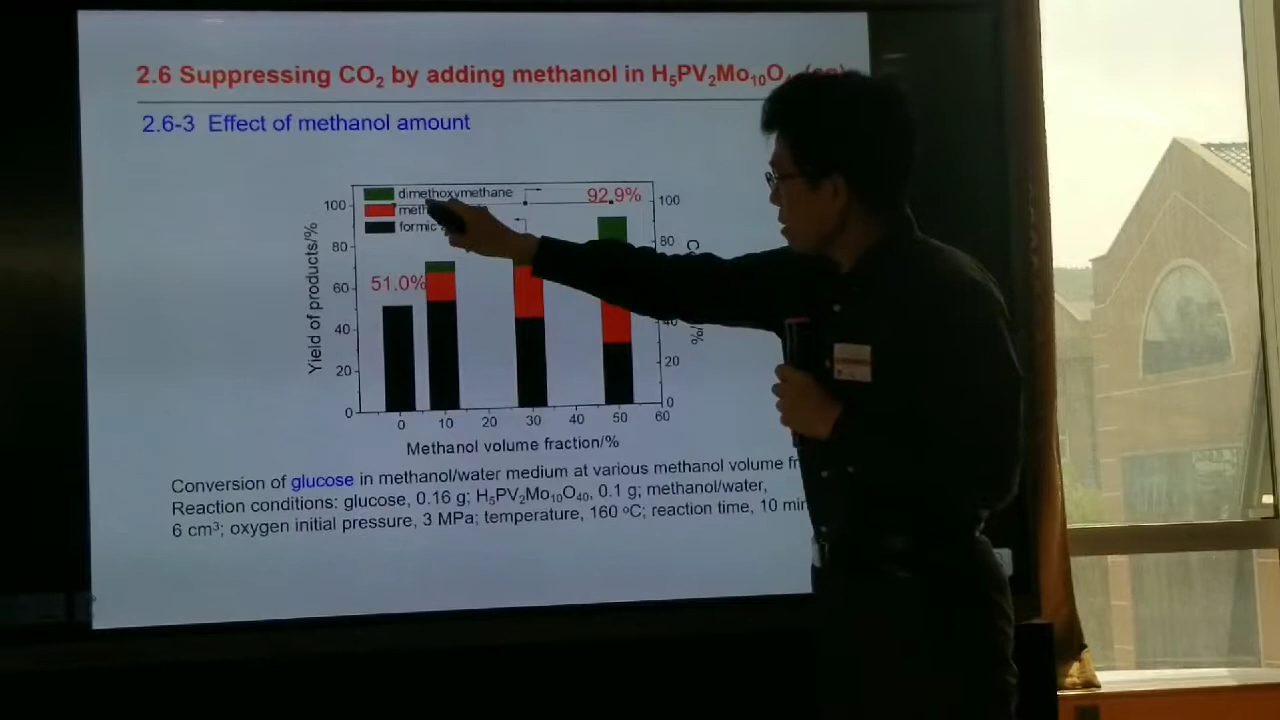 2.6 Suppressing CO₂ by adding methanol in H₅PV₂Mo₁₀O
2.6-3 Effect of methanol amount
dimethoxymethane
formic
92.9%
51.0%
Yield of products/%
100
80
60
40
20
0
100
80
40
20
0
%
0 10 20 30 40 50 60
Methanol volume fraction/%
Conversion of glucose in methanol/water medium at various methanol volume
Reaction conditions: glucose, 0.16 g; H₅PV₂Mo₁₀O₄₀, 0.1 g; methanol/water,
6 cm³; oxygen initial pressure, 3 MPa; temperature, 160 °C; reaction time, 10 min